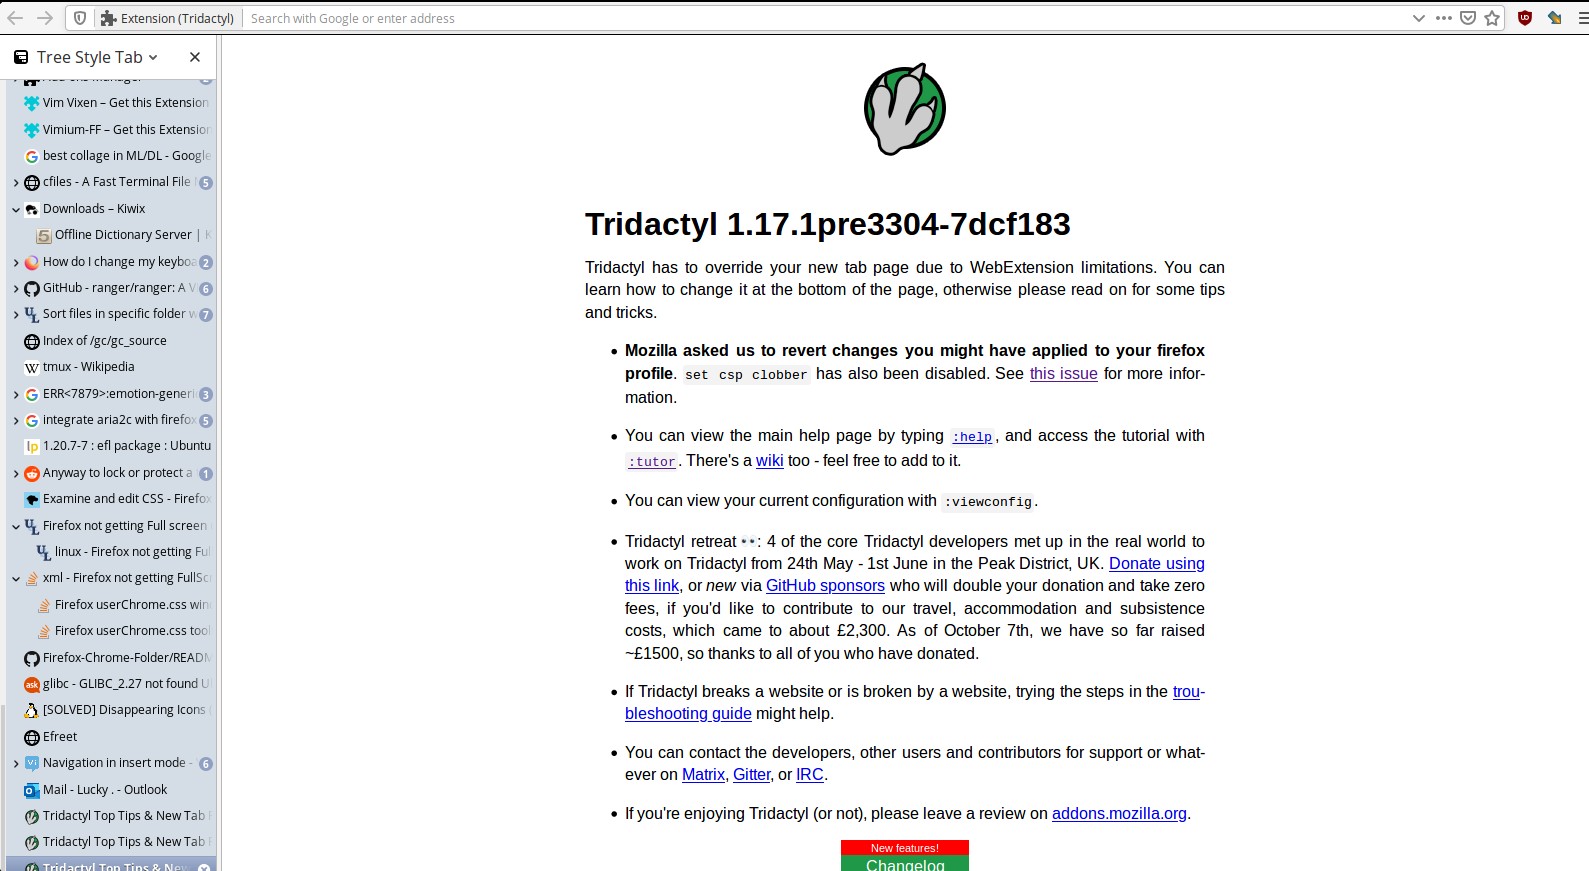 Extension (Tridactyl) Search with Google or enter address
Tree Style Tab
Add-ons Manager
Vim Vixen – Get this Extension
Vimium-FF – Get this Extension
best collage in ML/DL - Google
cfiles - A Fast Terminal File 5
Downloads – Kiwix
Offline Dictionary Server | K
How do I change my keyboa 2
GitHub - ranger/ranger: A V 6
Sort files in specific folder w 7
Index of /gc/gc_source
tmux - Wikipedia
ERR<7879>:emotion-generi 3
integrate aria2c with firefox 5
1.20.7-7 : efl package : Ubuntu
Anyway to lock or protect a 1
Examine and edit CSS - Firefox
Firefox not getting Full screen
linux - Firefox not getting Ful
xml - Firefox not getting FullScr
Firefox userChrome.css win
Firefox userChrome.css tool
Firefox-Chrome-Folder/READM
glibc - GLIBC_2.27 not found U
[SOLVED] Disappearing Icons (
Efreet
Navigation in insert mode - 6
Mail - Lucky . - Outlook
Tridactyl Top Tips & New Tab P
Tridactyl Top Tips & New Tab P
Tridactyl Top Tips & New
Tridactyl 1.17.1pre3304-7dcf183
Tridactyl has to override your new tab page due to WebExtension limitations. You can
learn how to change it at the bottom of the page, otherwise please read on for some tips
and tricks.
• Mozilla asked us to revert changes you might have applied to your firefox
profile. set csp clobber has also been disabled. See this issue for more infor-
mation.
• You can view the main help page by typing :help, and access the tutorial with
:tutor. There's a wiki too - feel free to add to it.
• You can view your current configuration with :viewconfig.
• Tridactyl retreat 👀: 4 of the core Tridactyl developers met up in the real world to
work on Tridactyl from 24th May - 1st June in the Peak District, UK. Donate using
this link, or new via GitHub sponsors who will double your donation and take zero
fees, if you'd like to contribute to our travel, accommodation and subsistence
costs, which came to about £2,300. As of October 7th, we have so far raised
~£1500, so thanks to all of you who have donated.
• If Tridactyl breaks a website or is broken by a website, trying the steps in the trou-
bleshooting guide might help.
• You can contact the developers, other users and contributors for support or what-
ever on Matrix, Gitter, or IRC.
• If you're enjoying Tridactyl (or not), please leave a review on addons.mozilla.org.
New features!
Changelog